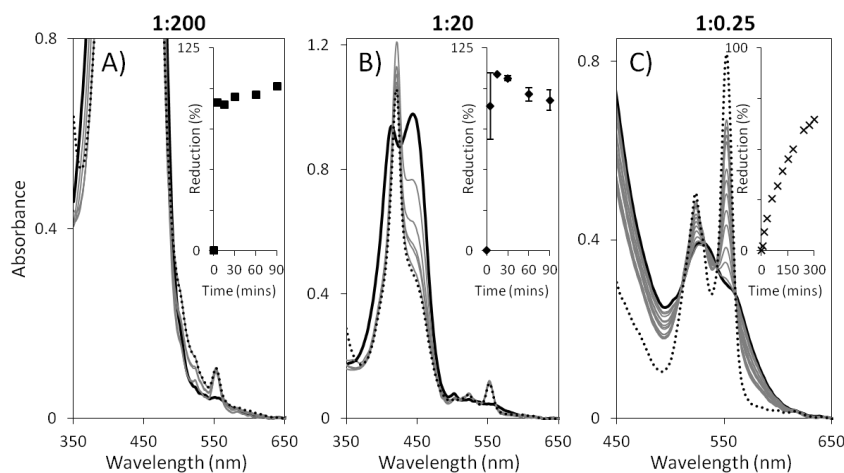 1:200
1:20
1:0.25
A)
B)
C)
Absorbance
0.8
0.4
0
350
450
550
650
Wavelength (nm)
125
0
Reduction (%)
0 30 60 90
Time (mins)
1.2
0.8
0.4
0
350
450
550
650
Wavelength (nm)
125
0
Reduction (%)
0 30 60 90
Time (mins)
0.8
0.4
0
450
550
650
Wavelength (nm)
100
0
Reduction (%)
0 150 300
Time (mins)